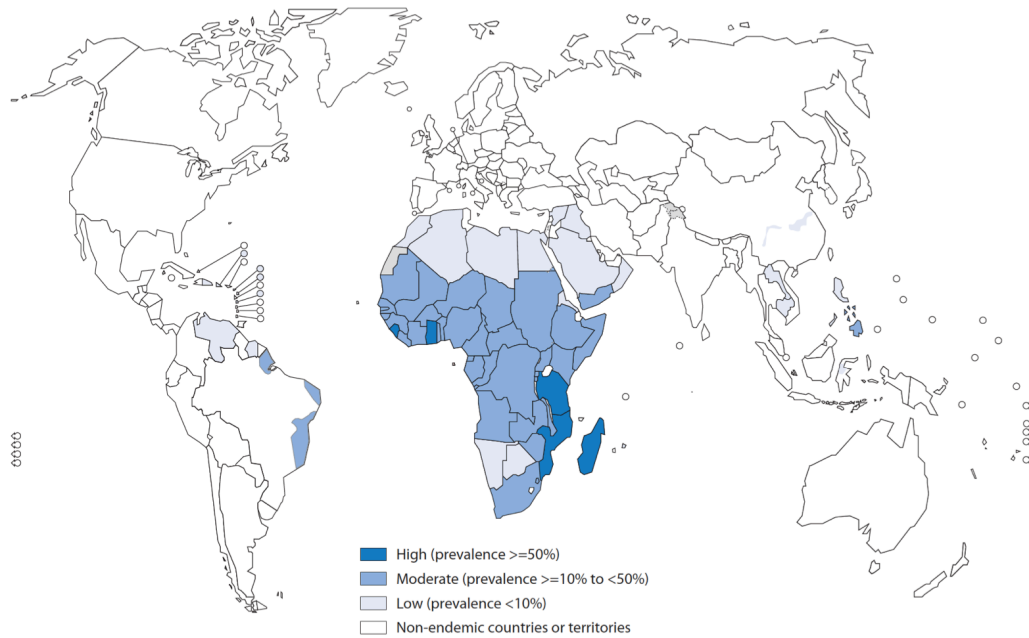 High (prevalence >=50%)
Moderate (prevalence >=10% to <50%)
Low (prevalence <10%)
Non-endemic countries or territories